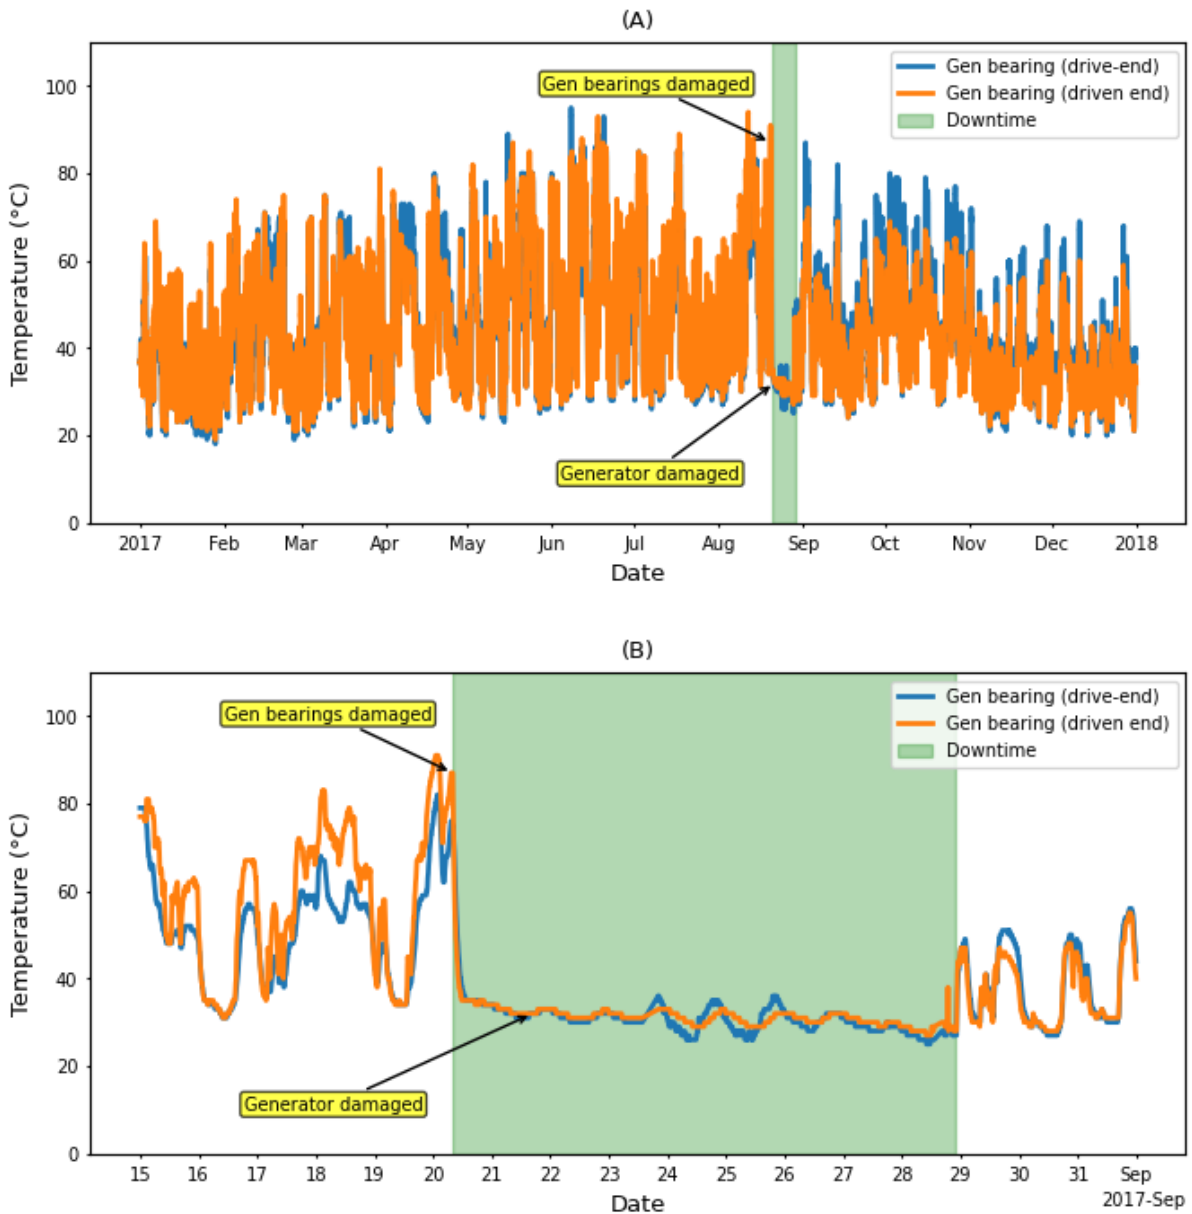 (A)
Temperature (°C)
100
80
60
40
20
0
Gen bearings damaged
Generator damaged
Gen bearing (drive-end)
Gen bearing (driven end)
Downtime
2017 Feb Mar Apr May Jun Jul Aug Sep Oct Nov Dec 2018
Date
(B)
Temperature (°C)
100
80
60
40
20
0
Gen bearings damaged
Generator damaged
Gen bearing (drive-end)
Gen bearing (driven end)
Downtime
15 16 17 18 19 20 21 22 23 24 25 26 27 28 29 30 31 Sep
2017-Sep
Date